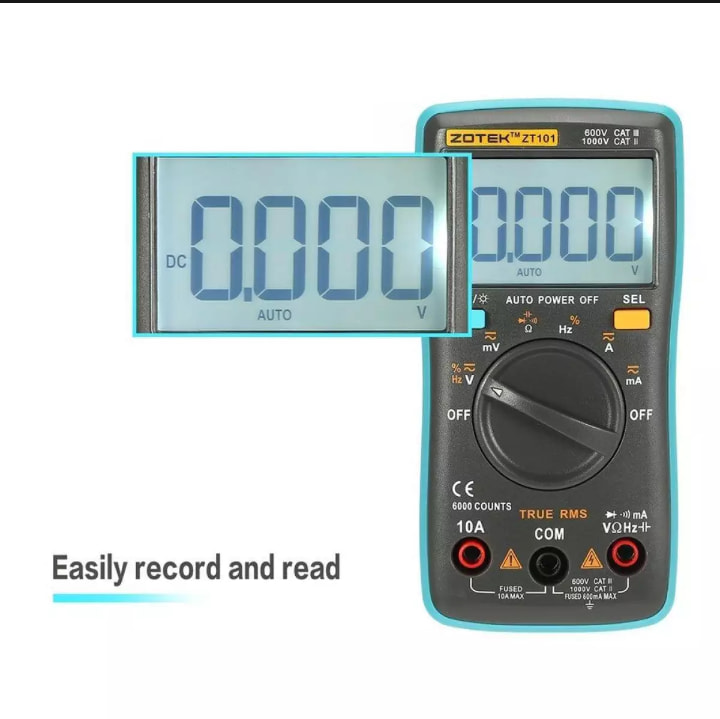 ZOTEK™ ZT101
600V CAT III
1000V CAT II
DC 0.000
AUTO V
0.000
AUTO V
/☼ AUTO POWER OFF SEL
Ω
Hz %
mV
A
% Hz V
mA
OFF OFF
CE
6000 COUNTS
TRUE RMS
mA
10A COM VΩHz
FUSED
10A MAX
600V CAT III
1000V CAT II
FUSED 600mA MAX
Easily record and read